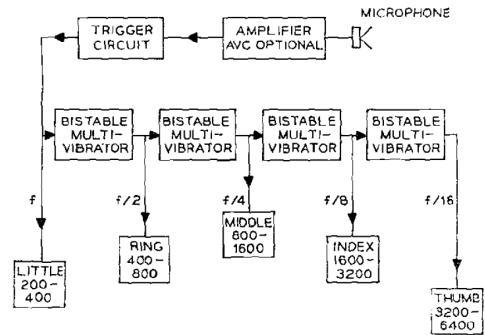 MICROPHONE
TRIGGER
CIRCUIT
AMPLIFIER
AVC OPTIONAL
BISTABLE
MULTI-
VIBRATOR
BISTABLE
MULTI-
VIBRATOR
BISTABLE
MULTI-
VIBRATOR
BISTABLE
MULTI-
VIBRATOR
f
f/2
f/4
f/8
f/16
LITTLE
200-
400
RING
400-
800
MIDDLE
800-
1600
INDEX
1600-
3200
THUMB
3200-
6400